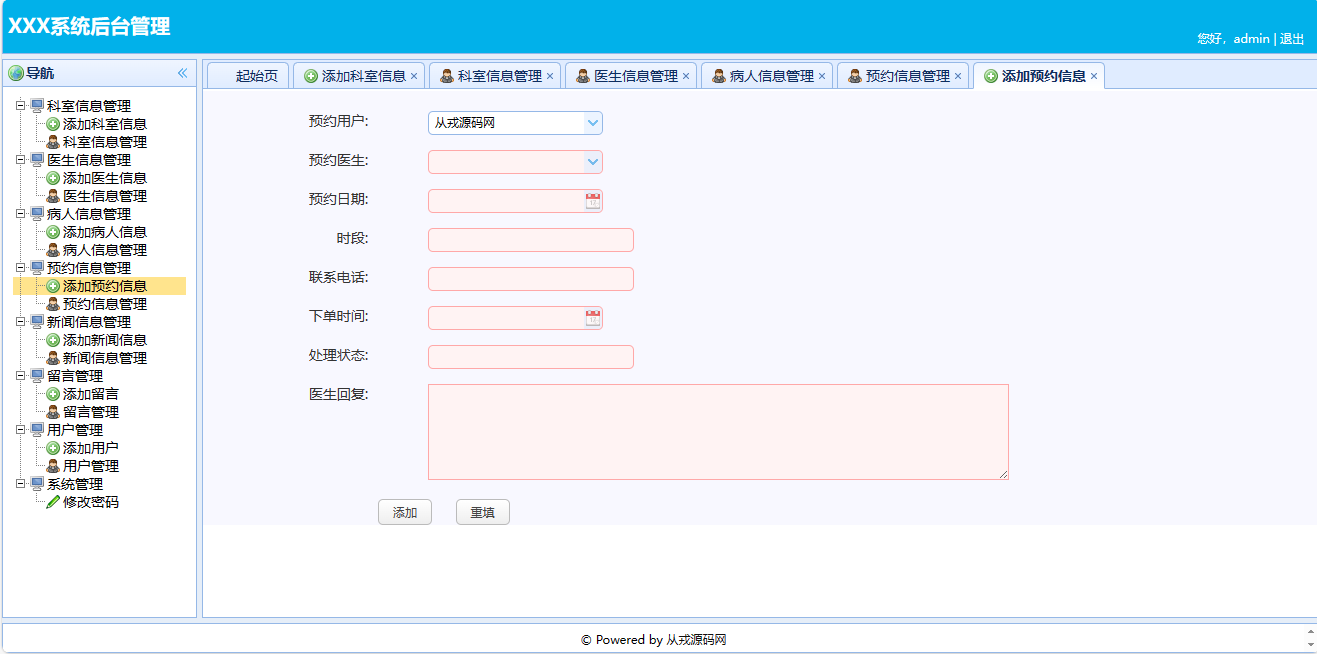 XXX系统后台管理
您好，admin | 退出
导航
起始页
添加科室信息
科室信息管理
医生信息管理
病人信息管理
预约信息管理
添加预约信息
科室信息管理
添加科室信息
科室信息管理
医生信息管理
添加医生信息
医生信息管理
病人信息管理
添加病人信息
病人信息管理
预约信息管理
添加预约信息
预约信息管理
新闻信息管理
添加新闻信息
新闻信息管理
留言管理
添加留言
留言管理
用户管理
添加用户
用户管理
系统管理
修改密码
预约用户: 从戎源码网
预约医生:
预约日期:
时段:
联系电话:
下单时间:
处理状态:
医生回复:
添加 重填
© Powered by 从戎源码网